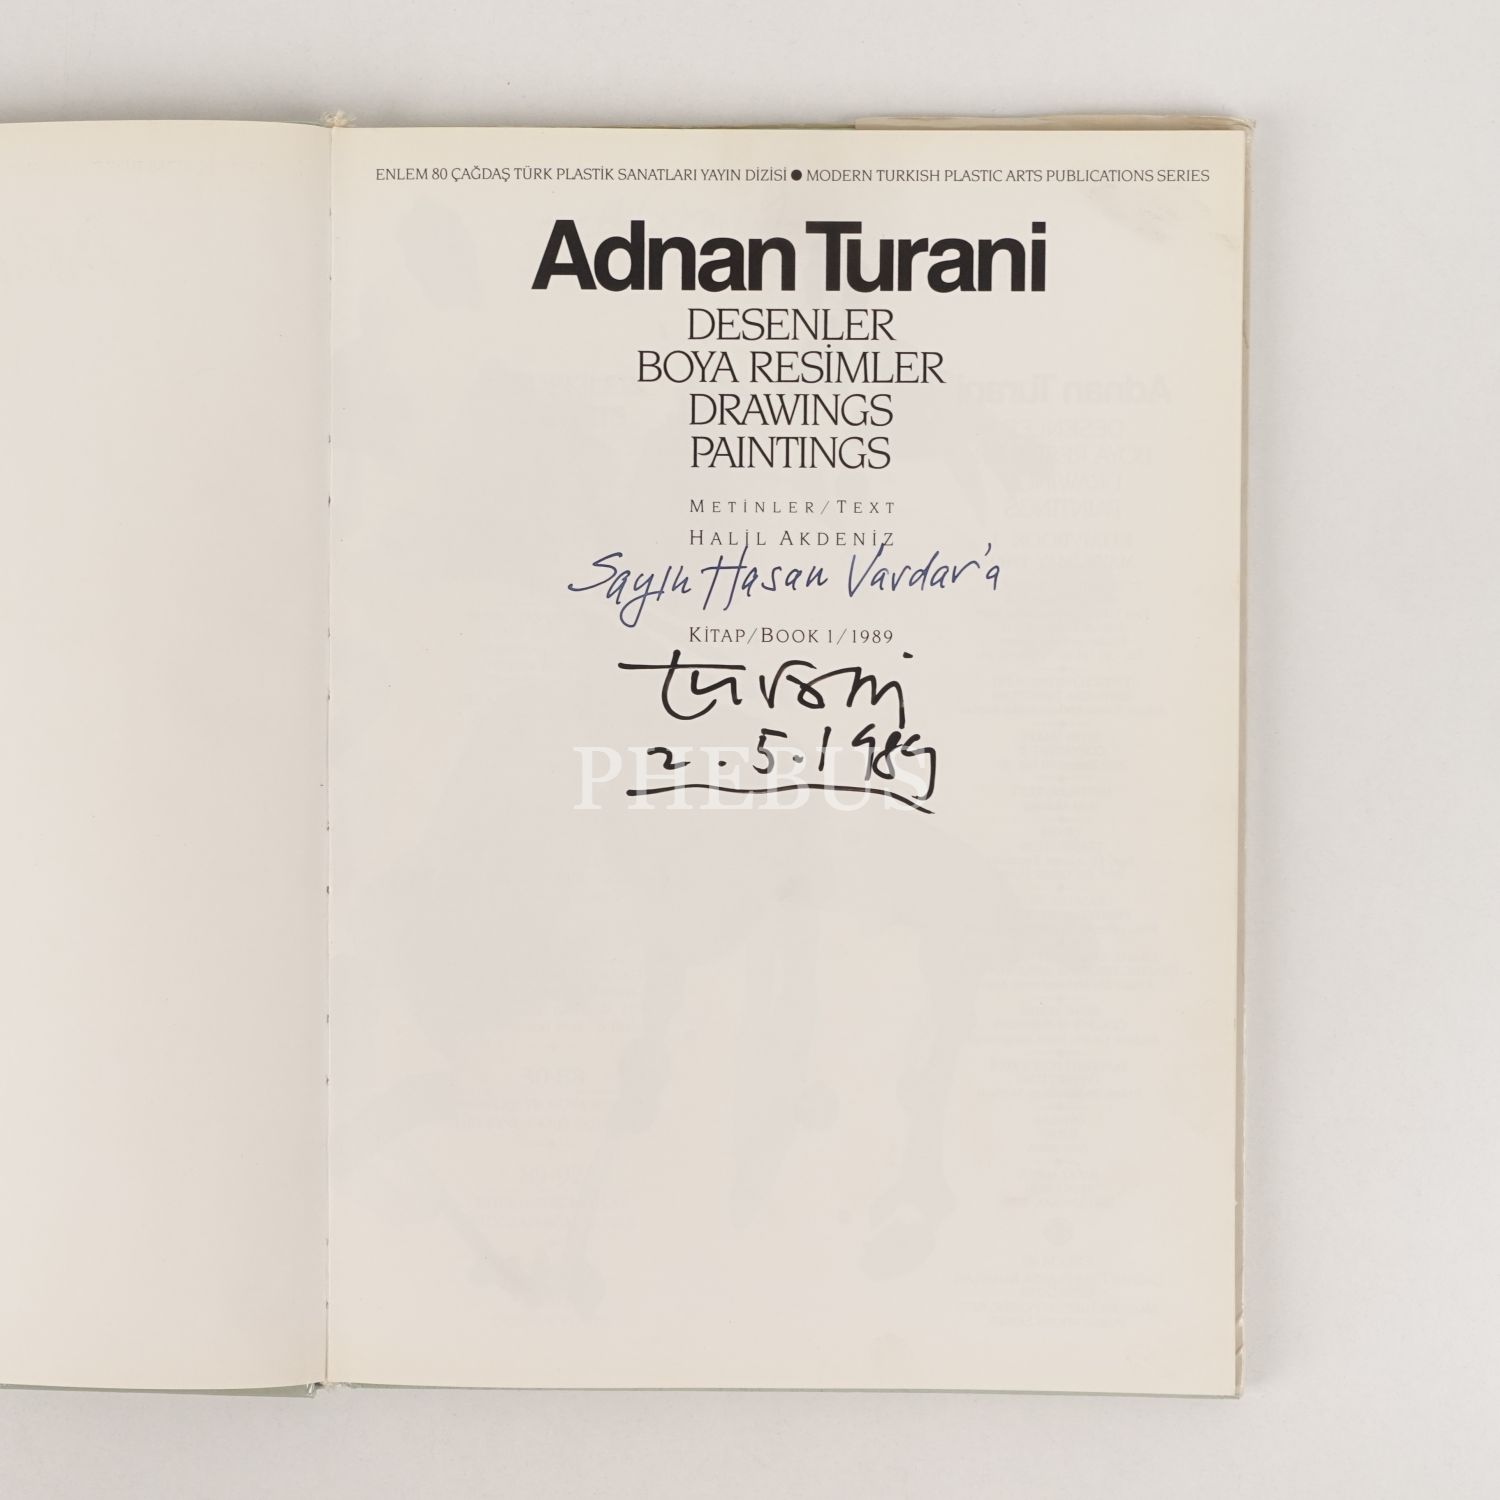 ENLEM 80 ÇAĞDAŞ TÜRK PLASTİK SANATLARI YAYIN DİZİSİ ● MODERN TURKISH PLASTIC ARTS PUBLICATIONS SERIES
Adnan Turani
DESENLER
BOYA RESİMLER
DRAWINGS
PAINTINGS
METİNLER/TEXT
HALİL AKDENİZ
Sayın Hasan Vardar'a
KİTAP/BOOK 1/1989
turani
2.5.1989
PHEBUS